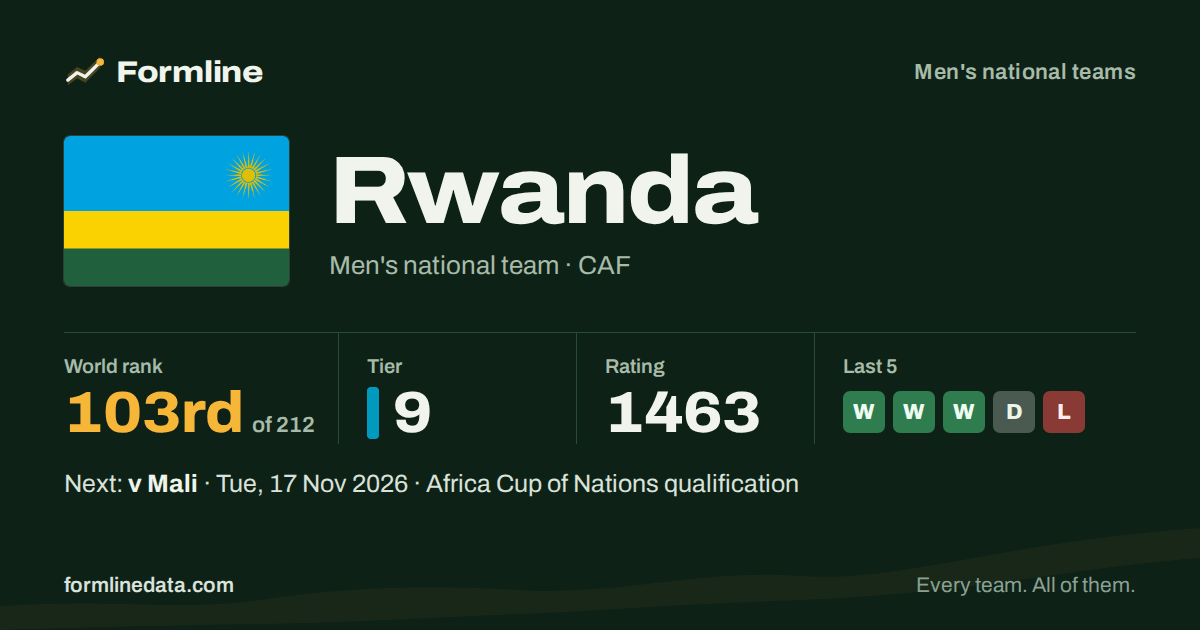 Formline
Men's national teams
Rwanda
Men's national team · CAF
World rank
103rd of 212
Tier
9
Rating
1463
Last 5
W W W D L
Next: v Mali · Tue, 17 Nov 2026 · Africa Cup of Nations qualification
formlinedata.com
Every team. All of them.